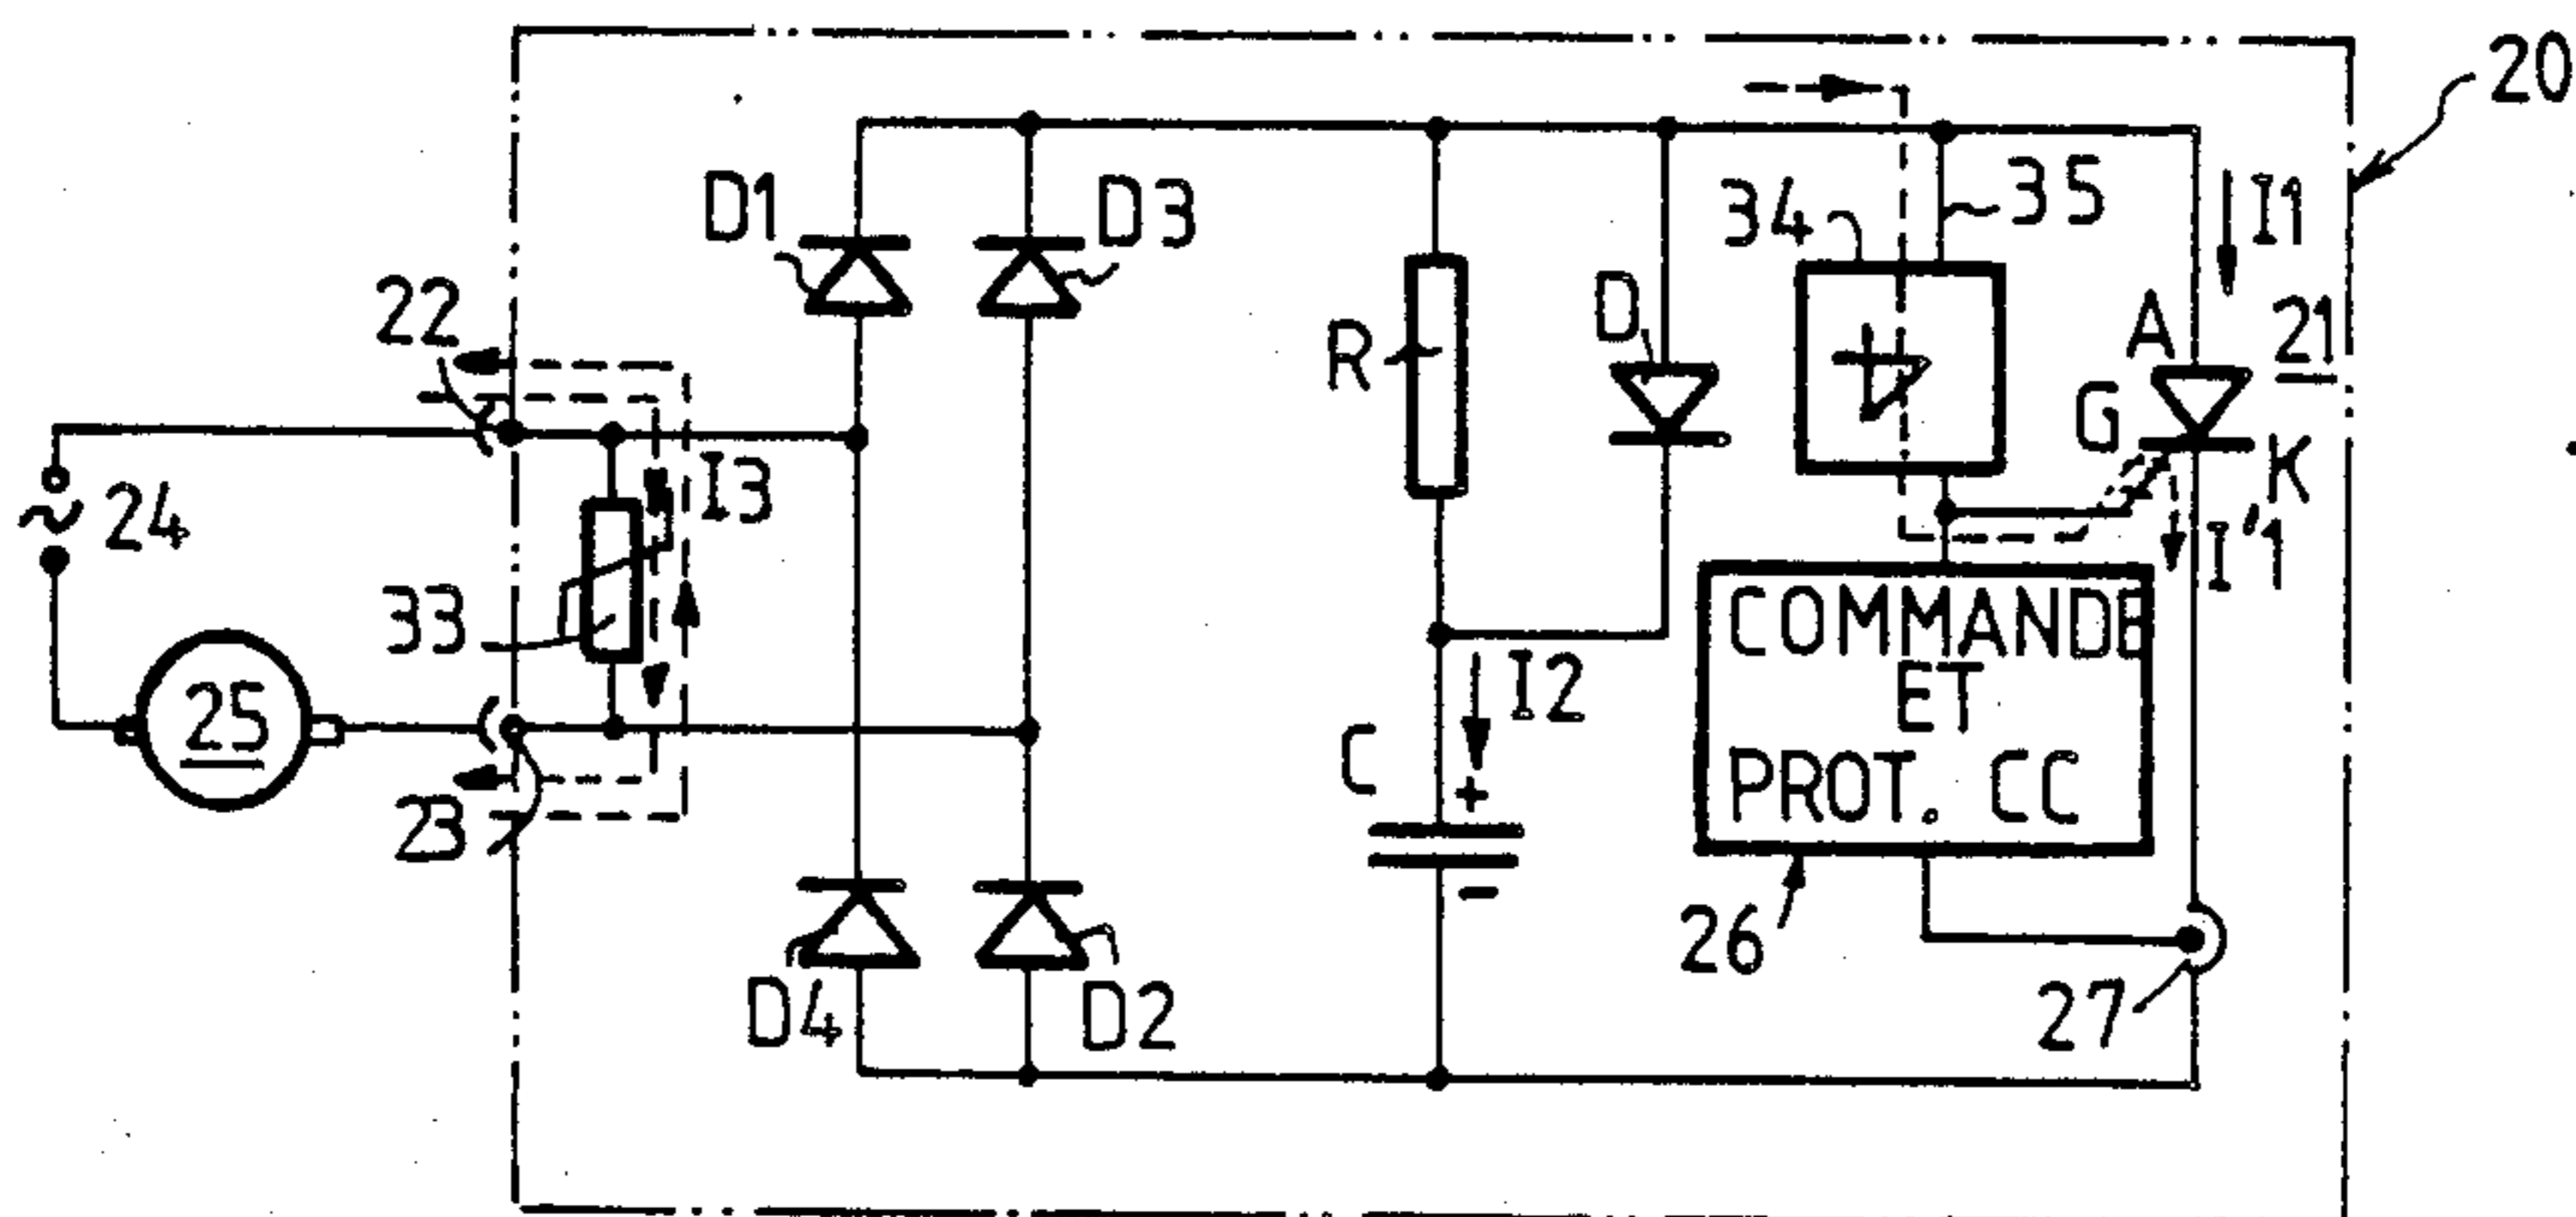 20
D1
D3
34
35
I1
22
R
D
A
21
G
K
I3
24
I'1
33
COMMANDE
ET
PROT. CC
I2
25
C
+
-
23
26
27
D4
D2